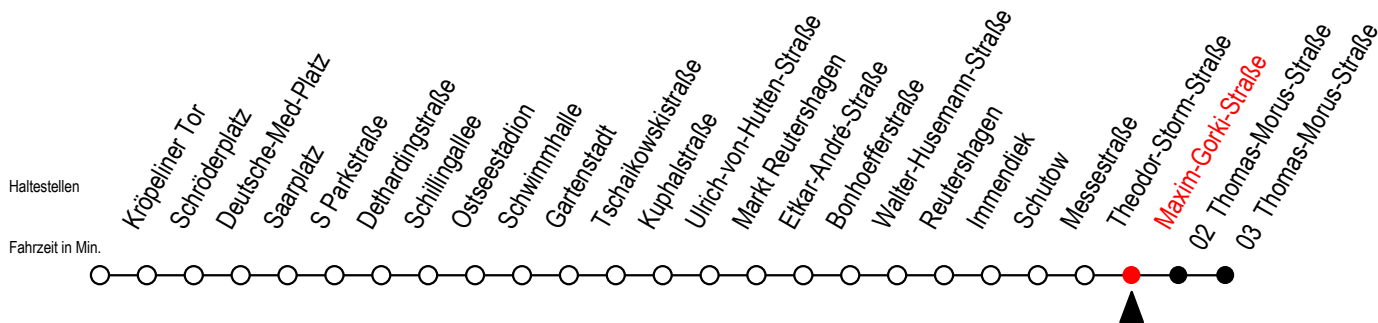 Haltestellen
Fahrzeit in Min.
Kröpeliner Tor
Schröderplatz
Deutsche-Med-Platz
Saarplatz
S Parkstraße
Dethardingstraße
Schillingallee
Ostseestadion
Schwimmhalle
Gartenstadt
Tschaikowskistraße
Kuphalstraße
Ulrich-von-Hutten-Straße
Markt Reutershagen
Etkar-André-Straße
Bonhoefferstraße
Walter-Husemann-Straße
Reutershagen
Immendiek
Schutow
Messestraße
Theodor-Storm-Straße
Maxim-Gorki-Straße
02 Thomas-Morus-Straße
03 Thomas-Morus-Straße